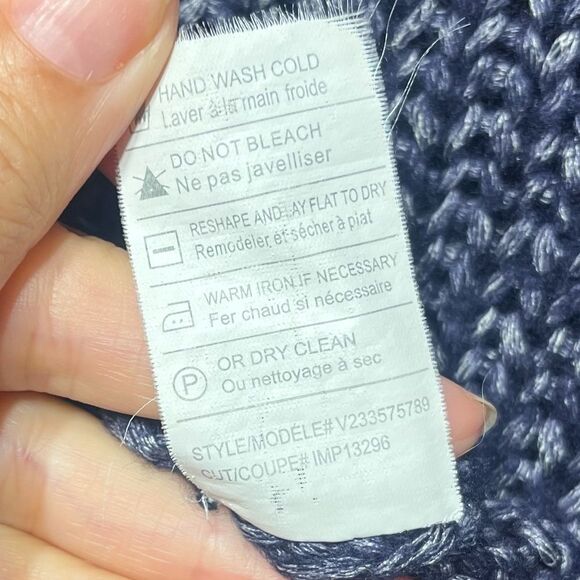 HAND WASH COLD
Laver à la main froide
DO NOT BLEACH
Ne pas javelliser
RESHAPE AND LAY FLAT TO DRY
Remodeler et sécher à plat
WARM IRON IF NECESSARY
Fer chaud si nécessaire
P
OR DRY CLEAN
Ou nettoyage à sec
STYLE/MODÈLE# V233575789
CUT/COUPE# IMP13296